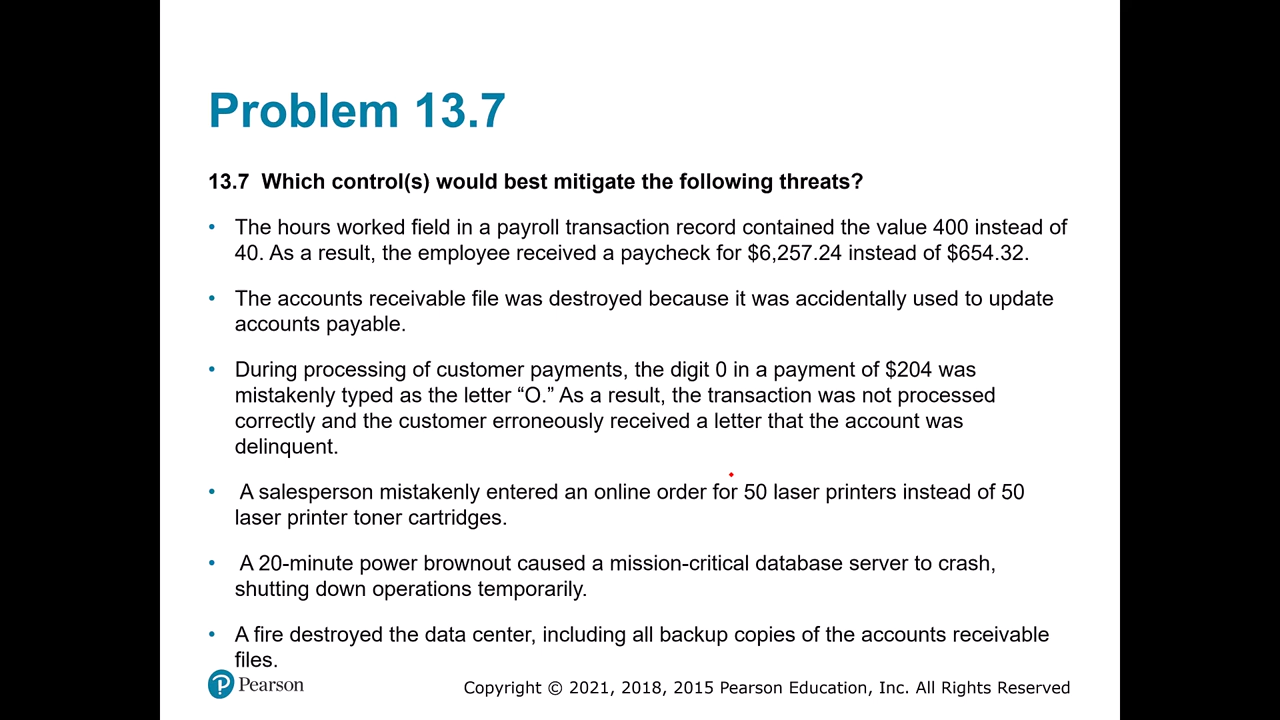 Problem 13.7
13.7 Which control(s) would best mitigate the following threats?
• The hours worked field in a payroll transaction record contained the value 400 instead of
40. As a result, the employee received a paycheck for $6,257.24 instead of $654.32.
• The accounts receivable file was destroyed because it was accidentally used to update
accounts payable.
• During processing of customer payments, the digit 0 in a payment of $204 was
mistakenly typed as the letter “O.” As a result, the transaction was not processed
correctly and the customer erroneously received a letter that the account was
delinquent.
• A salesperson mistakenly entered an online order for 50 laser printers instead of 50
laser printer toner cartridges.
• A 20-minute power brownout caused a mission-critical database server to crash,
shutting down operations temporarily.
• A fire destroyed the data center, including all backup copies of the accounts receivable
files.
Pearson
Copyright © 2021, 2018, 2015 Pearson Education, Inc. All Rights Reserved